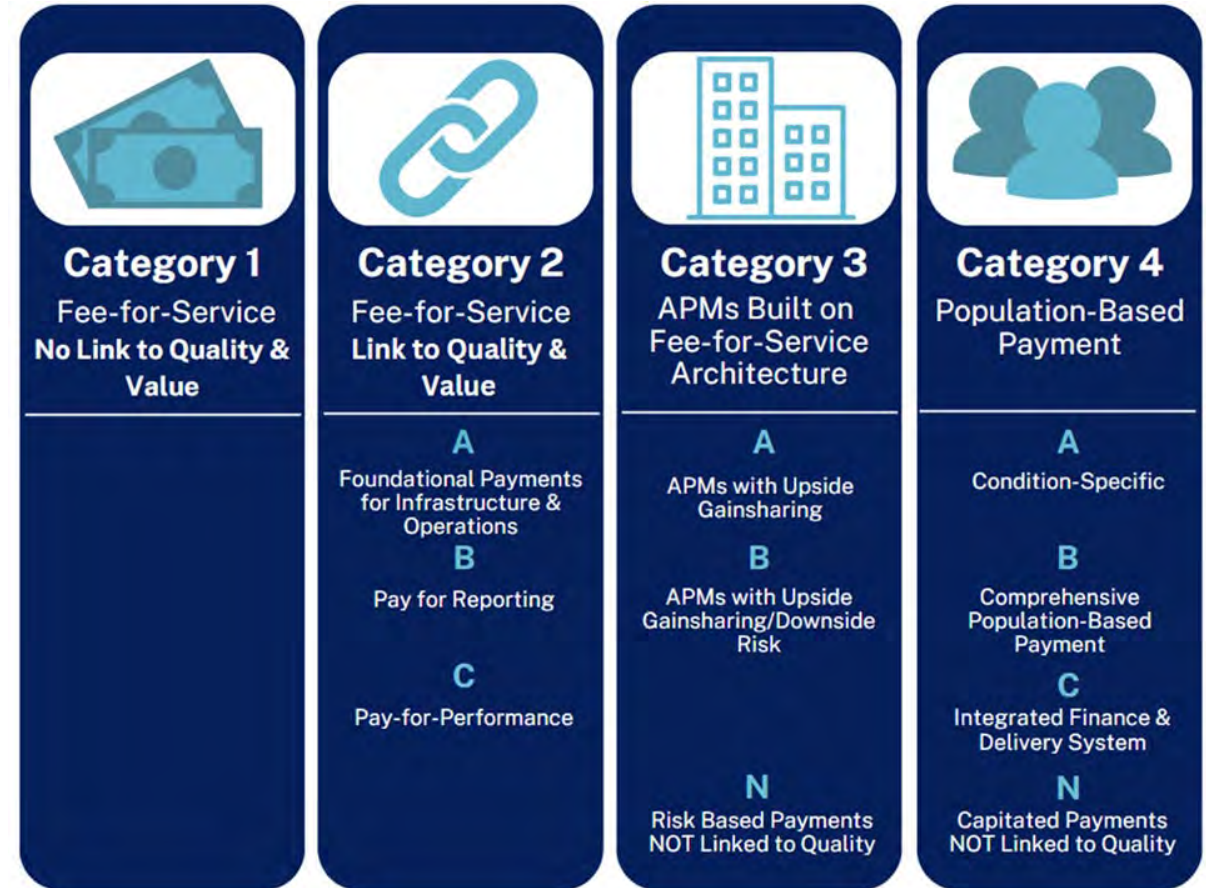 Category 1
Fee-for-Service
No Link to Quality &
Value
Category 2
Fee-for-Service
Link to Quality &
Value
A
Foundational Payments
for Infrastructure &
Operations
B
Pay for Reporting
C
Pay-for-Performance
Category 3
APMs Built on
Fee-for-Service
Architecture
A
APMs with Upside
Gainsharing
B
APMs with Upside
Gainsharing/Downside
Risk
N
Risk Based Payments
NOT Linked to Quality
Category 4
Population-Based
Payment
A
Condition-Specific
B
Comprehensive
Population-Based
Payment
C
Integrated Finance &
Delivery System
N
Capitated Payments
NOT Linked to Quality